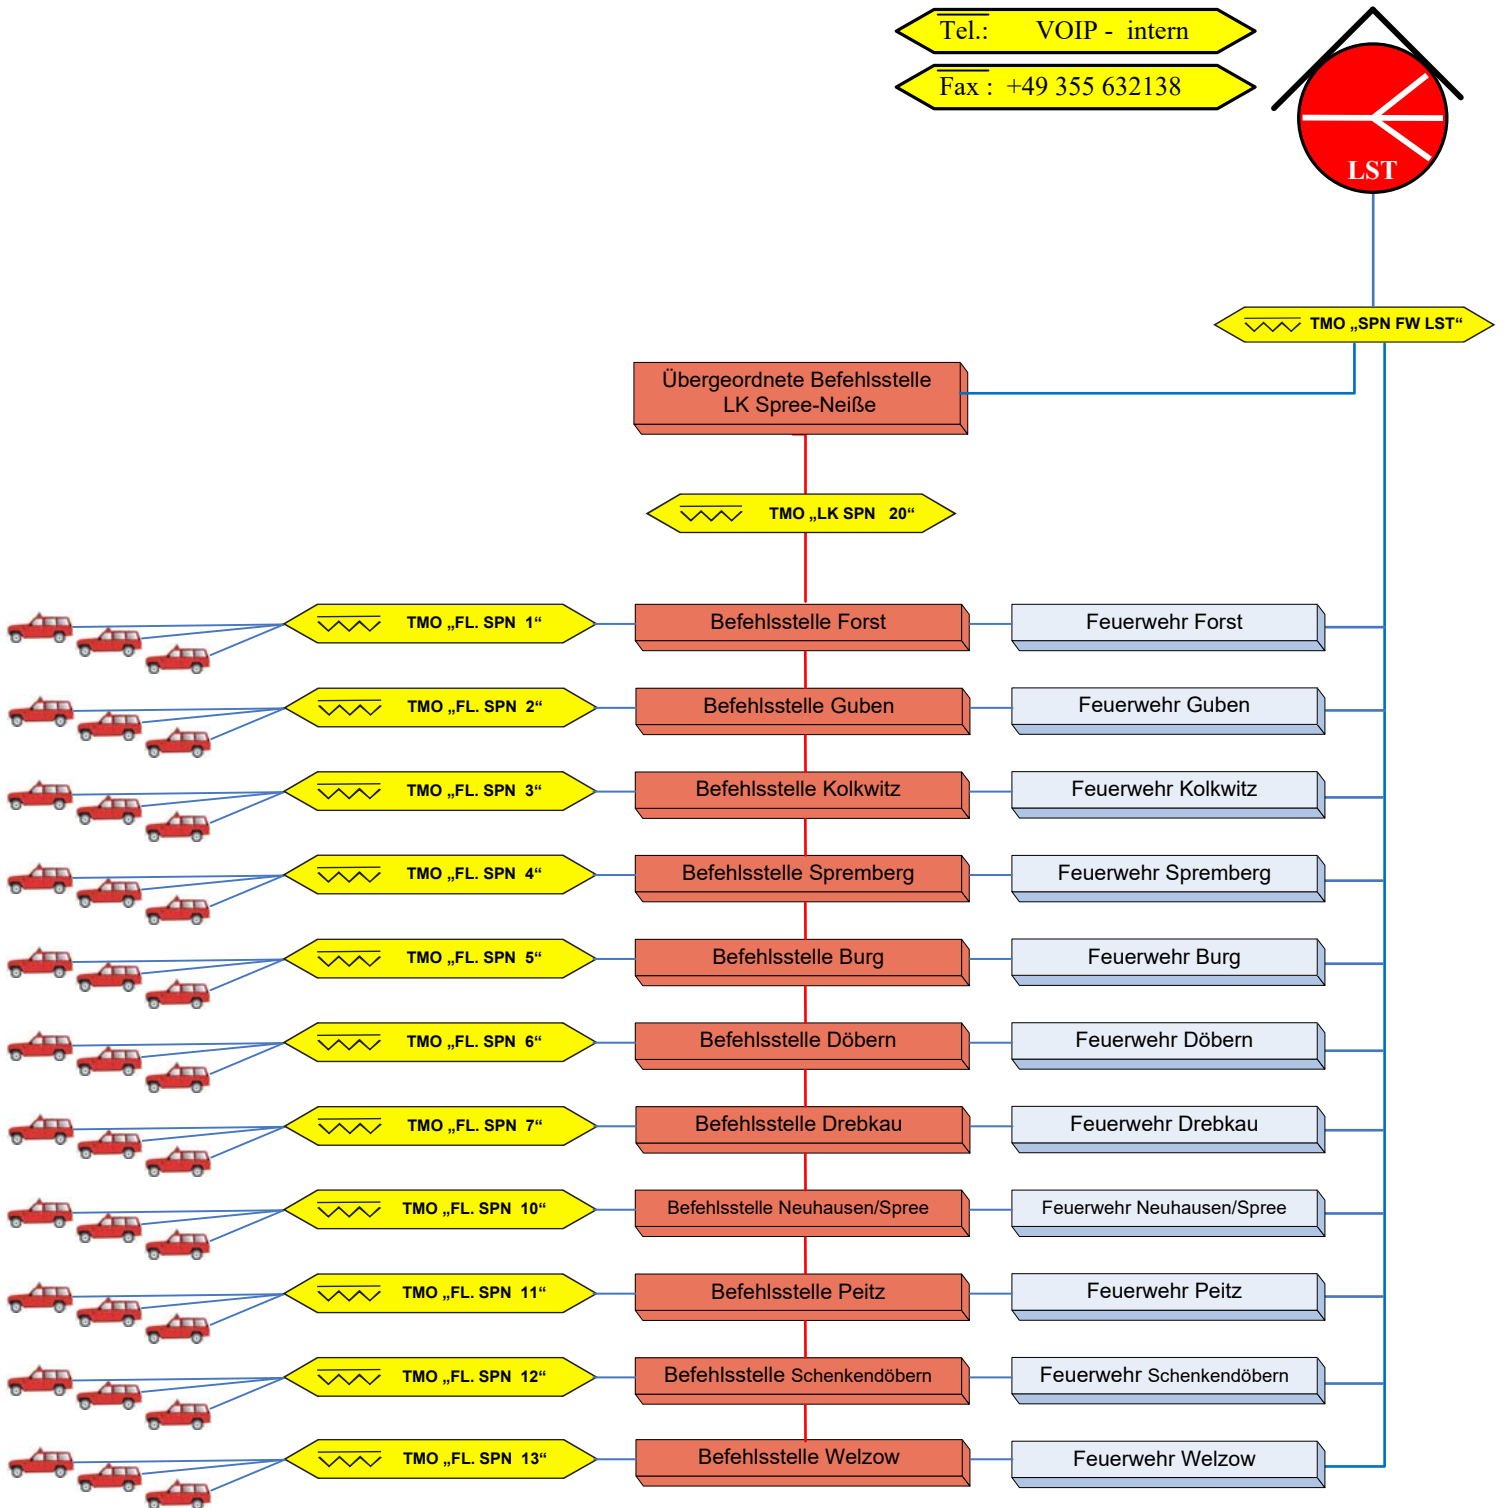 Tel.: VOIP - intern
Fax : +49 355 632138
LST
TMO „SPN FW LST“
Übergeordnete Befehlsstelle
LK Spree-Neiße
TMO „LK SPN 20“
TMO „FL. SPN 1“ Befehlsstelle Forst Feuerwehr Forst
TMO „FL. SPN 2“ Befehlsstelle Guben Feuerwehr Guben
TMO „FL. SPN 3“ Befehlsstelle Kolkwitz Feuerwehr Kolkwitz
TMO „FL. SPN 4“ Befehlsstelle Spremberg Feuerwehr Spremberg
TMO „FL. SPN 5“ Befehlsstelle Burg Feuerwehr Burg
TMO „FL. SPN 6“ Befehlsstelle Döbern Feuerwehr Döbern
TMO „FL. SPN 7“ Befehlsstelle Drebkau Feuerwehr Drebkau
TMO „FL. SPN 10“ Befehlsstelle Neuhausen/Spree Feuerwehr Neuhausen/Spree
TMO „FL. SPN 11“ Befehlsstelle Peitz Feuerwehr Peitz
TMO „FL. SPN 12“ Befehlsstelle Schenkendöbern Feuerwehr Schenkendöbern
TMO „FL. SPN 13“ Befehlsstelle Welzow Feuerwehr Welzow